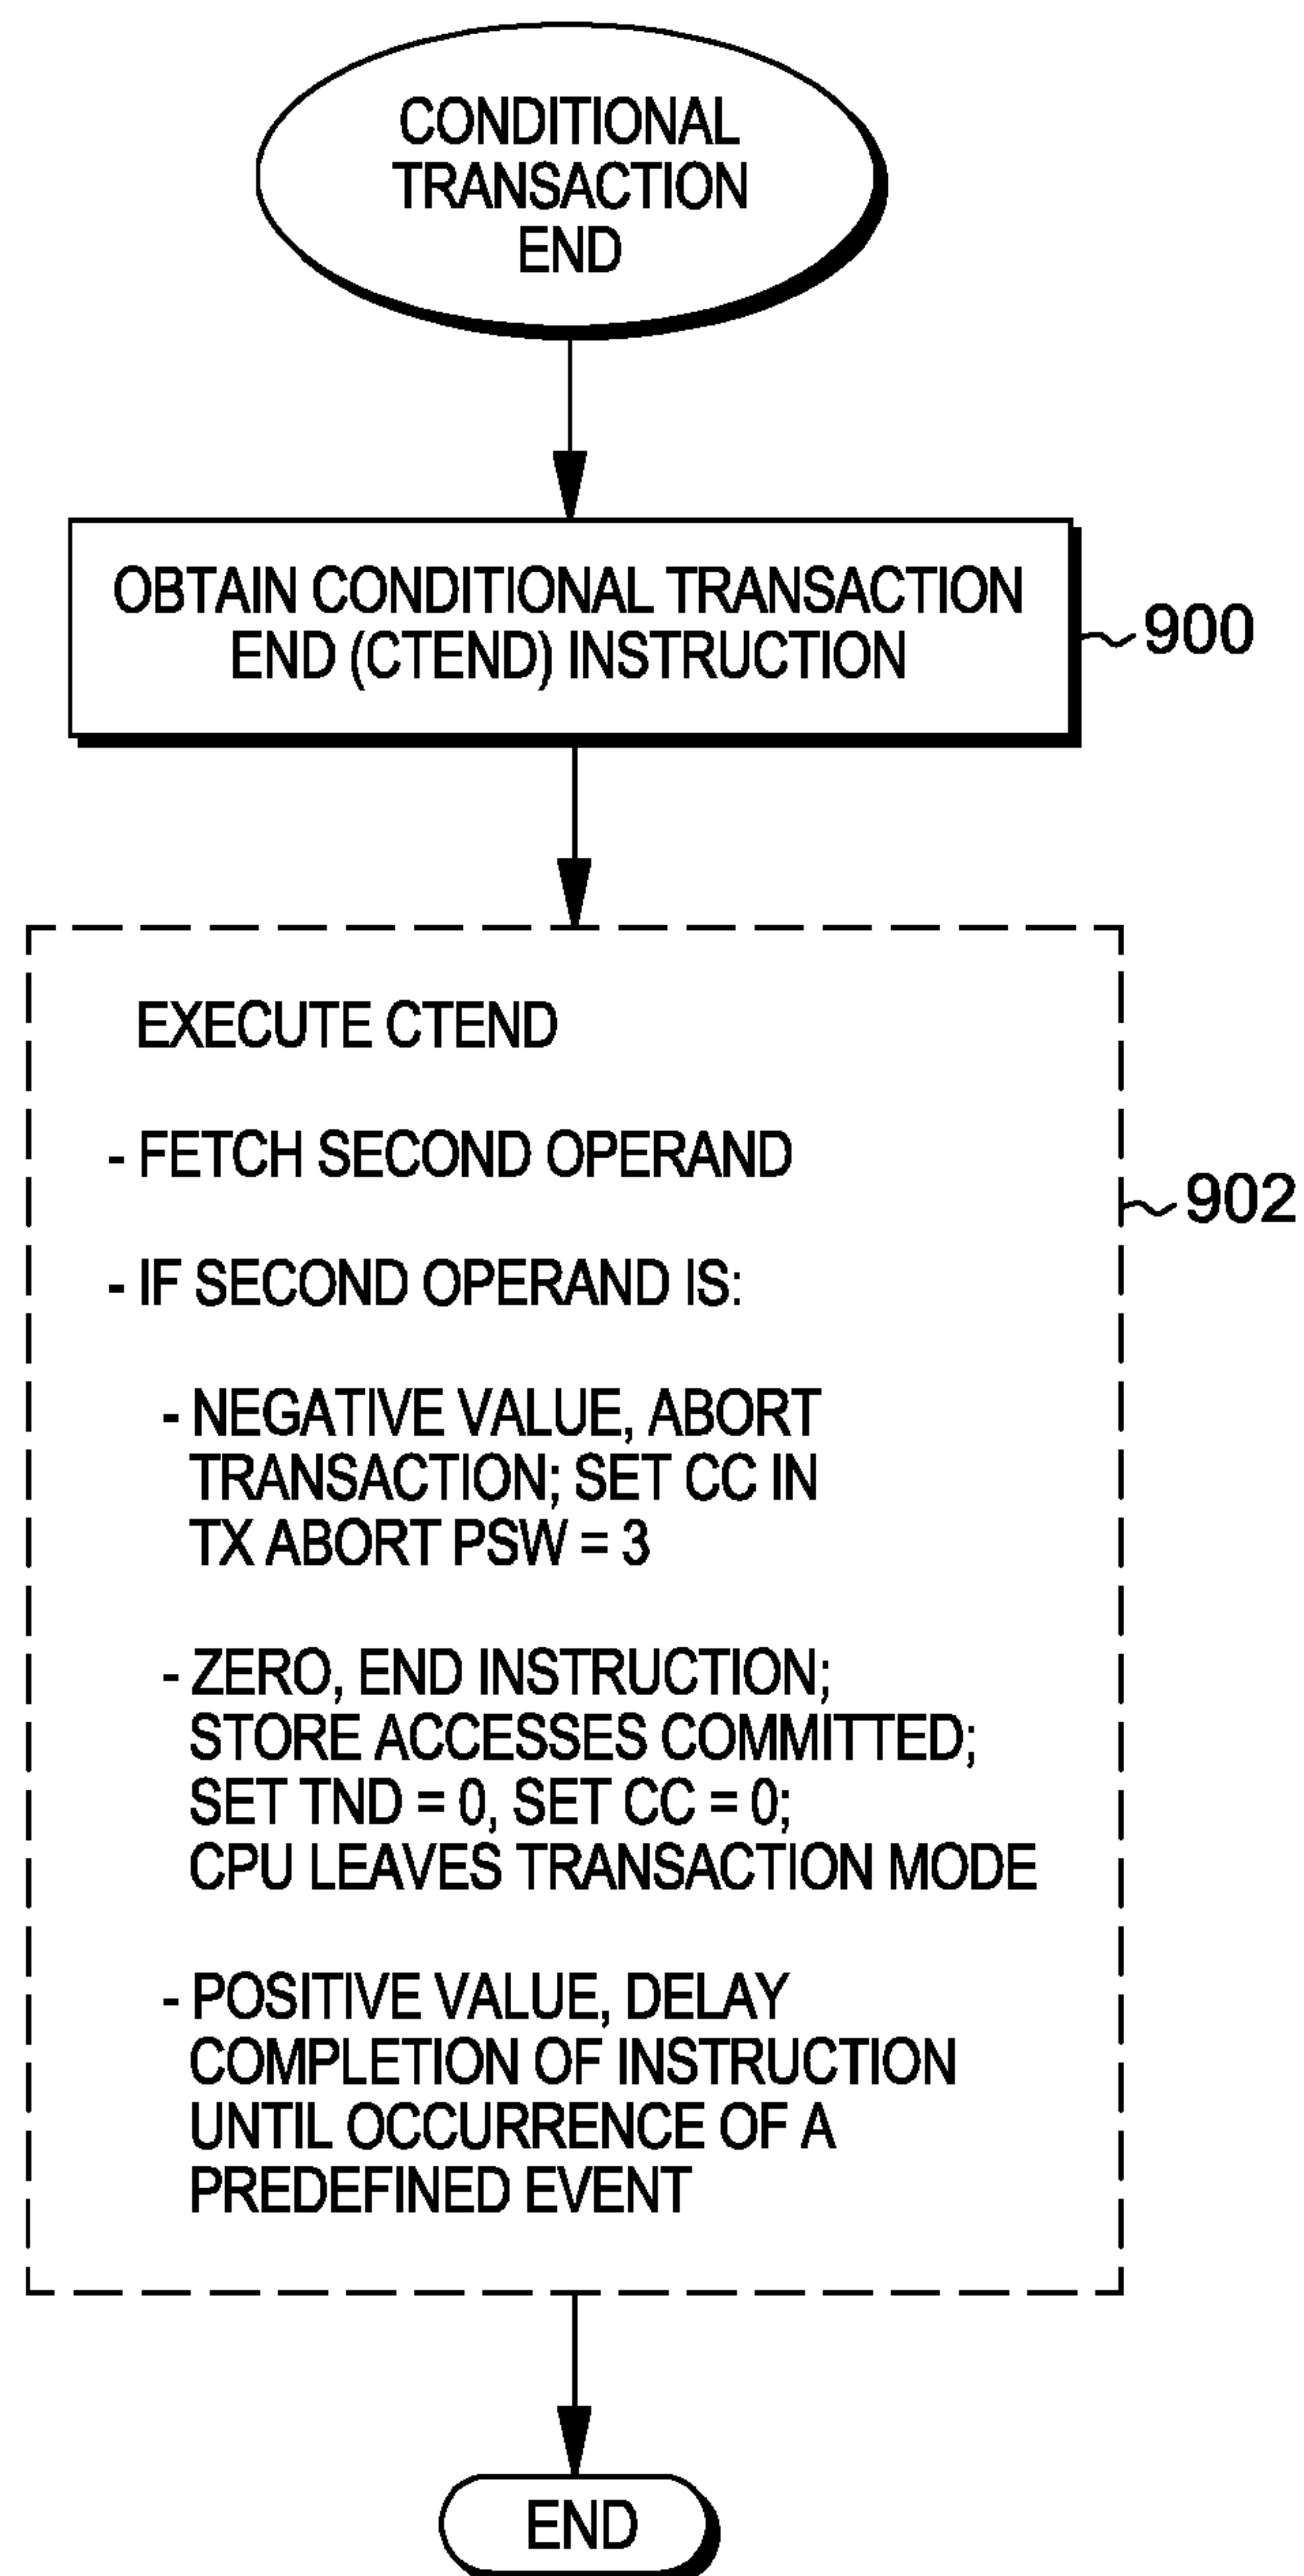 CONDITIONAL
TRANSACTION
END
OBTAIN CONDITIONAL TRANSACTION
END (CTEND) INSTRUCTION
900
EXECUTE CTEND
- FETCH SECOND OPERAND
902
- IF SECOND OPERAND IS:
- NEGATIVE VALUE, ABORT
TRANSACTION; SET CC IN
TX ABORT PSW = 3
- ZERO, END INSTRUCTION;
STORE ACCESSES COMMITTED;
SET TND = 0, SET CC = 0;
CPU LEAVES TRANSACTION MODE
- POSITIVE VALUE, DELAY
COMPLETION OF INSTRUCTION
UNTIL OCCURRENCE OF A
PREDEFINED EVENT
END